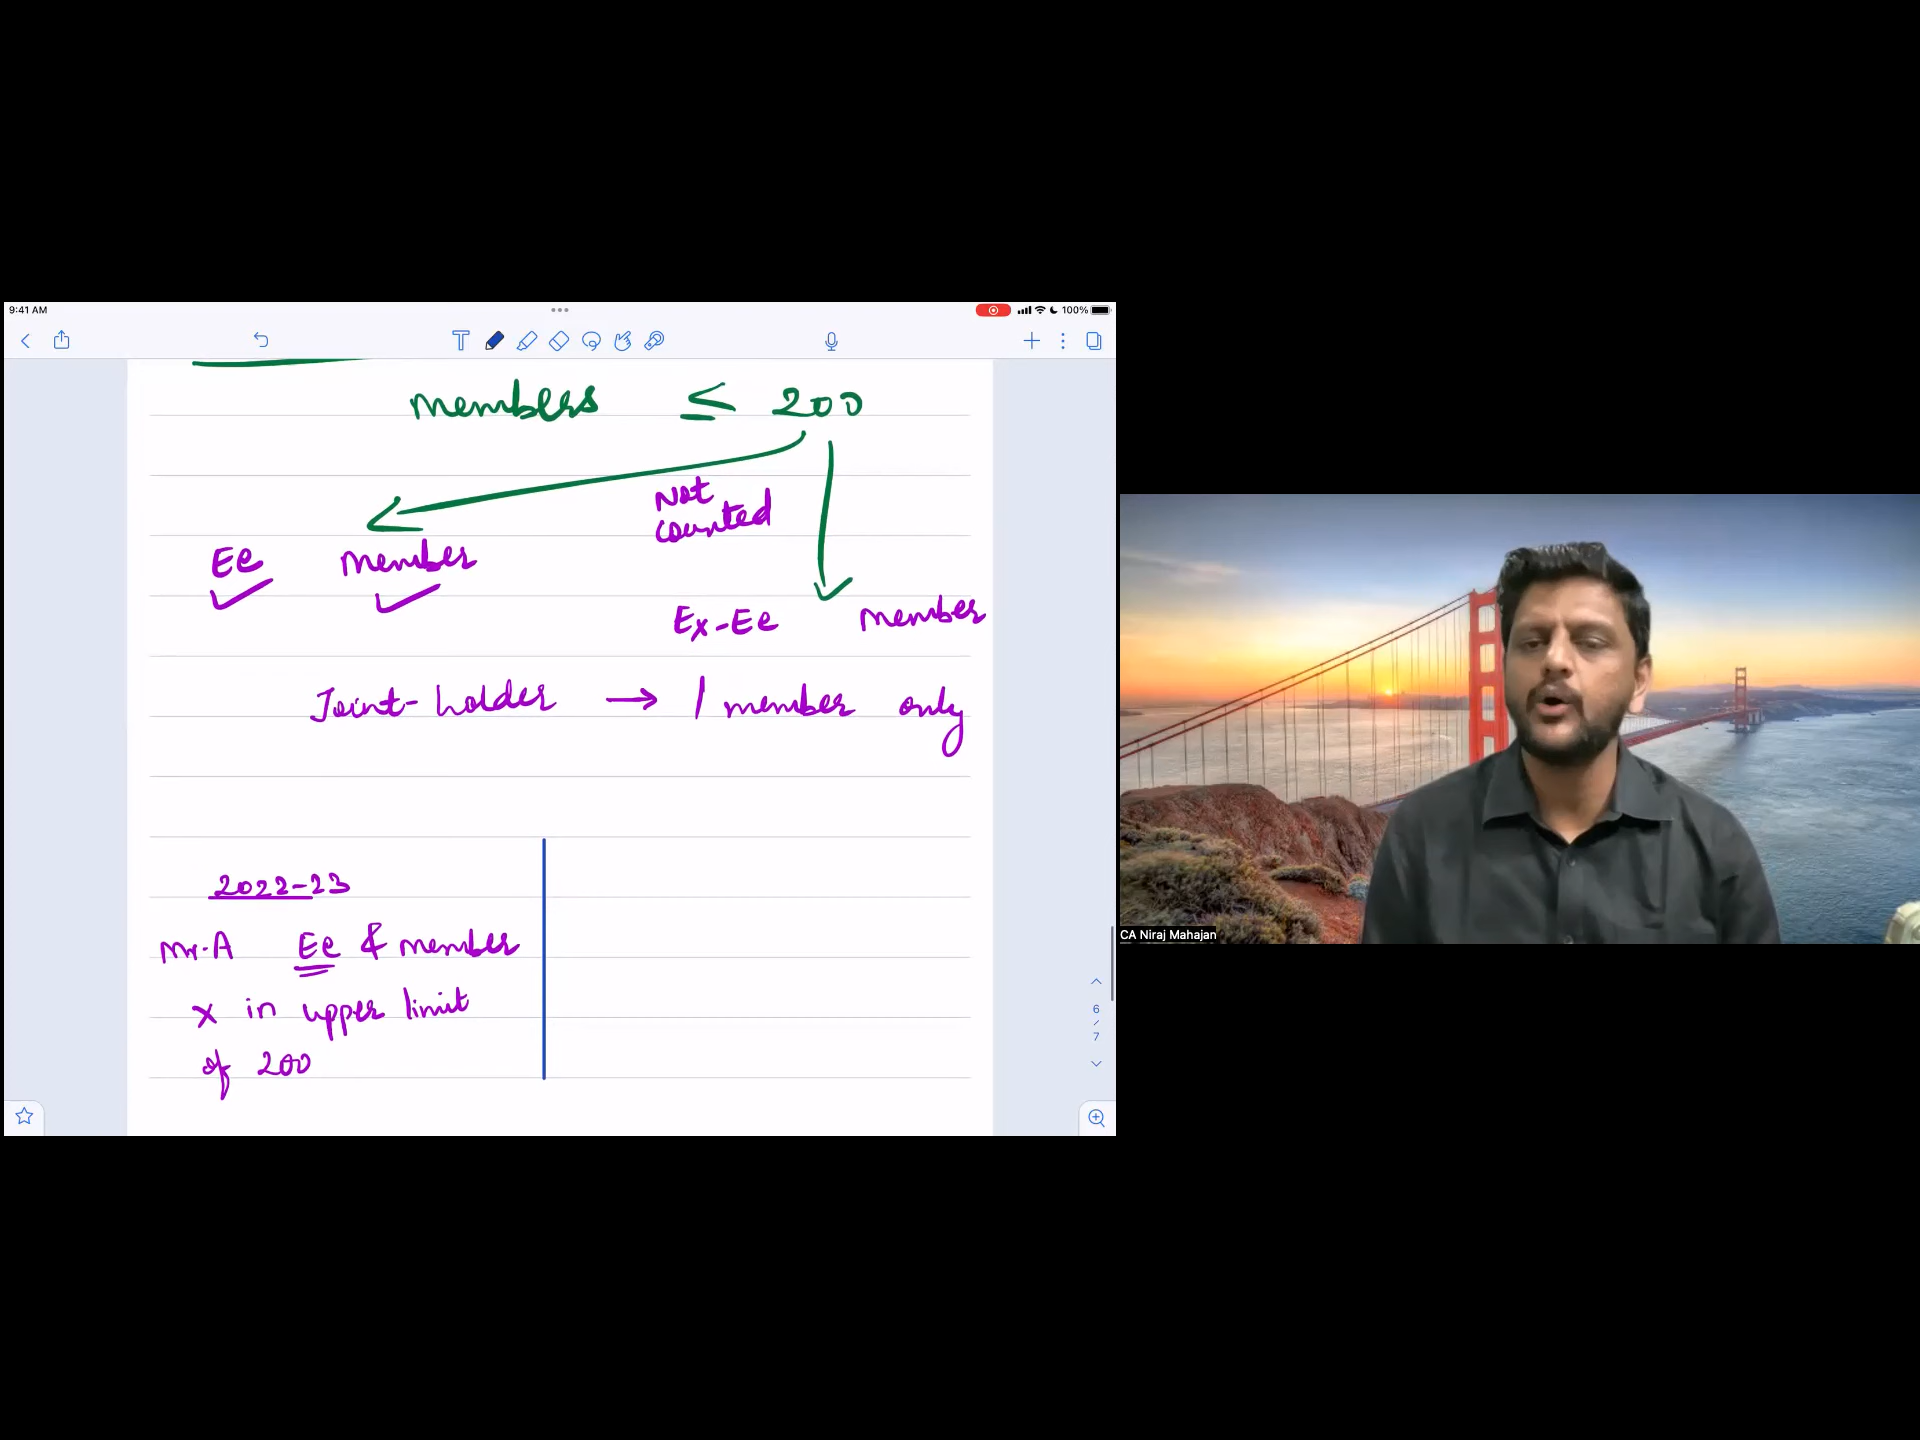 9:41 AM
100%
members ≤ 200
Not
counted
Ee member
Ex-Ee member
Joint-holder → 1 member only
2022-23
Mr. A Ee & member
x in upper limit
of 200
6
/
7
CA Niraj Mahajan